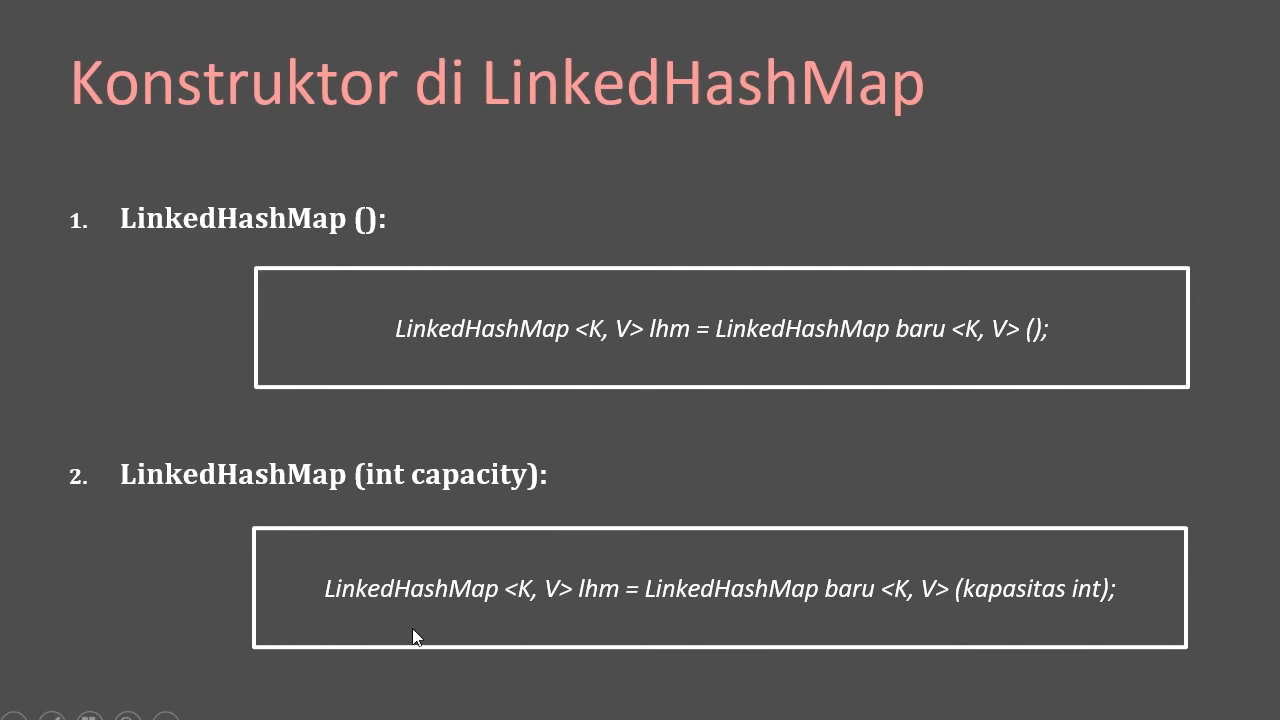 Konstruktor di LinkedHashMap
1. LinkedHashMap ():
LinkedHashMap <K, V> lhm = LinkedHashMap baru <K, V> ();
2. LinkedHashMap (int capacity):
LinkedHashMap <K, V> lhm = LinkedHashMap baru <K, V> (kapasitas int);